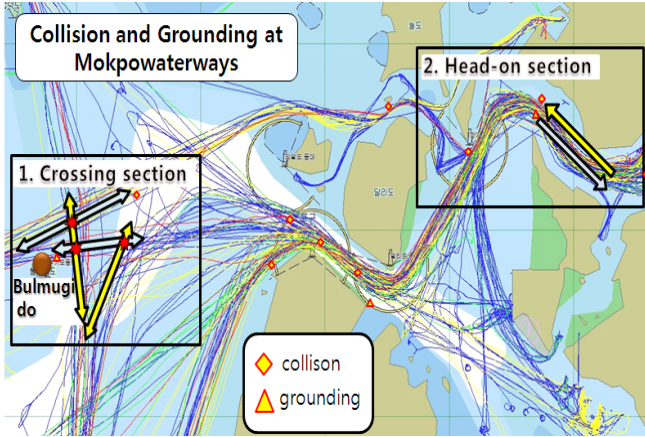 Collision and Grounding at
Mokpowaterways
2. Head-on section
1. Crossing section
달리도
Bulmugi
do
collison
grounding